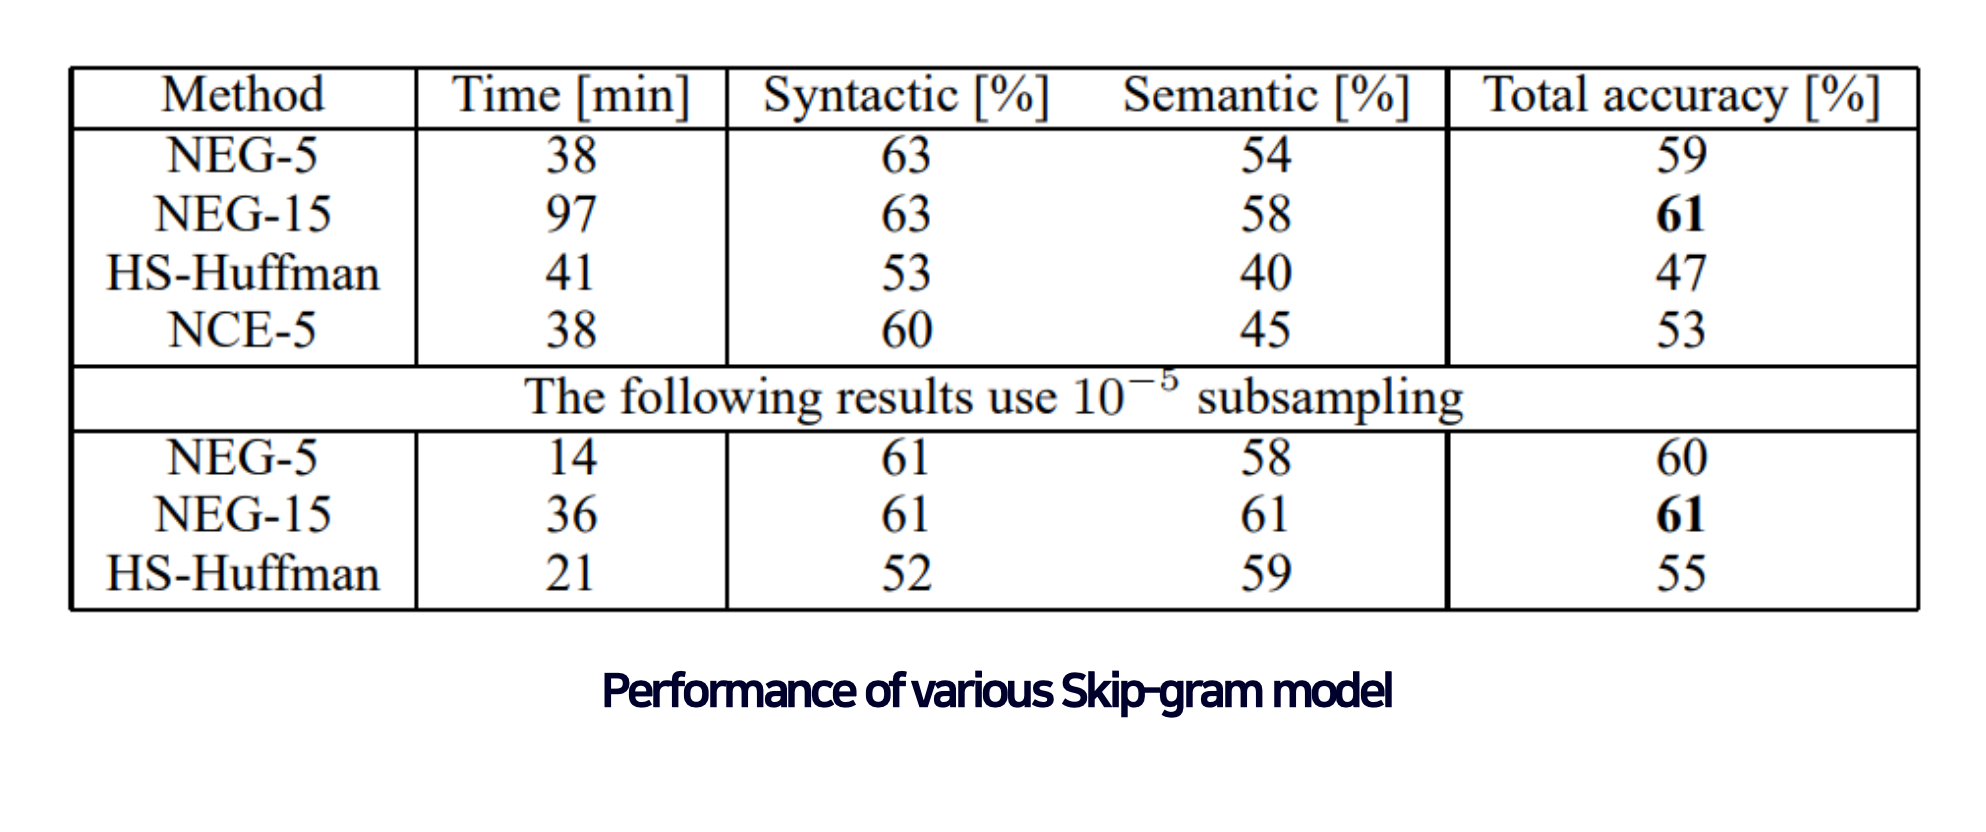 Method Time [min] Syntactic [%] Semantic [%] Total accuracy [%]
NEG-5 38 63 54 59
NEG-15 97 63 58 61
HS-Huffman 41 53 40 47
NCE-5 38 60 45 53
The following results use 10⁻⁵ subsampling
NEG-5 14 61 58 60
NEG-15 36 61 61 61
HS-Huffman 21 52 59 55
Performance of various Skip-gram model